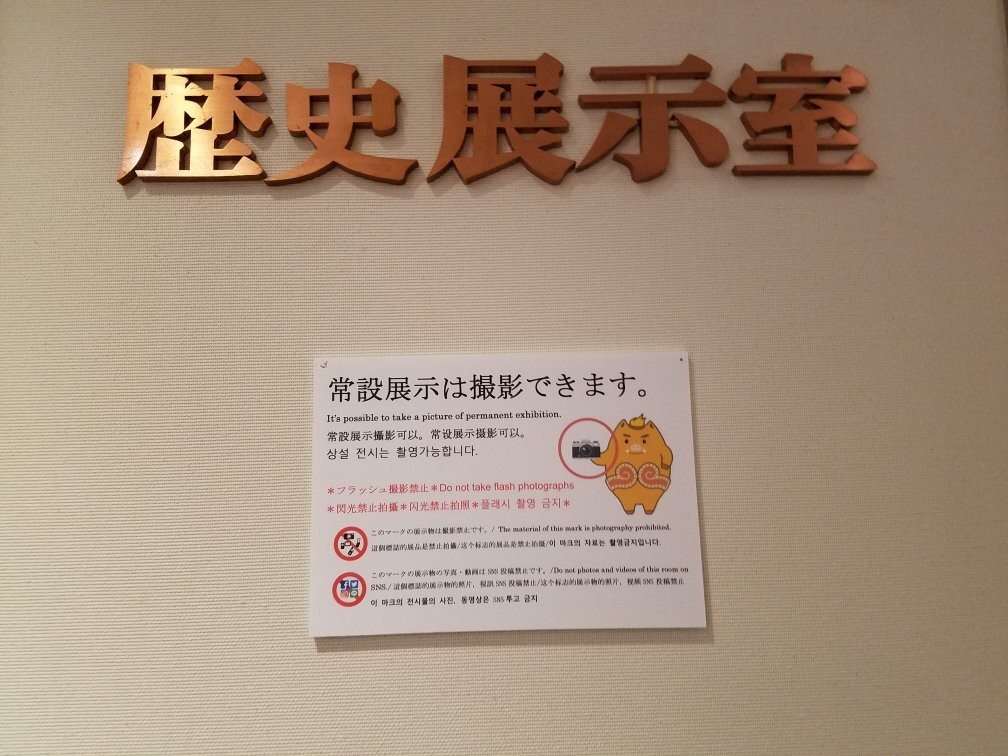 歴史展示室
常設展示は撮影できます。
It's possible to take a picture of permanent exhibition.
常設展示攝影可以。常设展示摄影可以。
상설 전시는 촬영가능합니다.
＊フラッシュ撮影禁止＊Do not take flash photographs
＊閃光禁止拍攝＊闪光禁止拍照＊플래시 촬영 금지＊
このマークの展示物は撮影禁止です。/ The material of this mark is photography prohibited.
這個標誌的展品是禁止拍攝/这个标志的展品是禁止拍摄/이 마크의 자료는 촬영금지입니다.
このマークの展示物の写真・動画は SNS 投稿禁止です。/Do not photos and videos of this room on
SNS./ 這個標誌的展示物的照片，視訊 SNS 投稿禁止/这个标志的展示物的照片，视频 SNS 投稿禁止
이 마크의 전시물의 사진, 동영상은 SNS 투고 금지